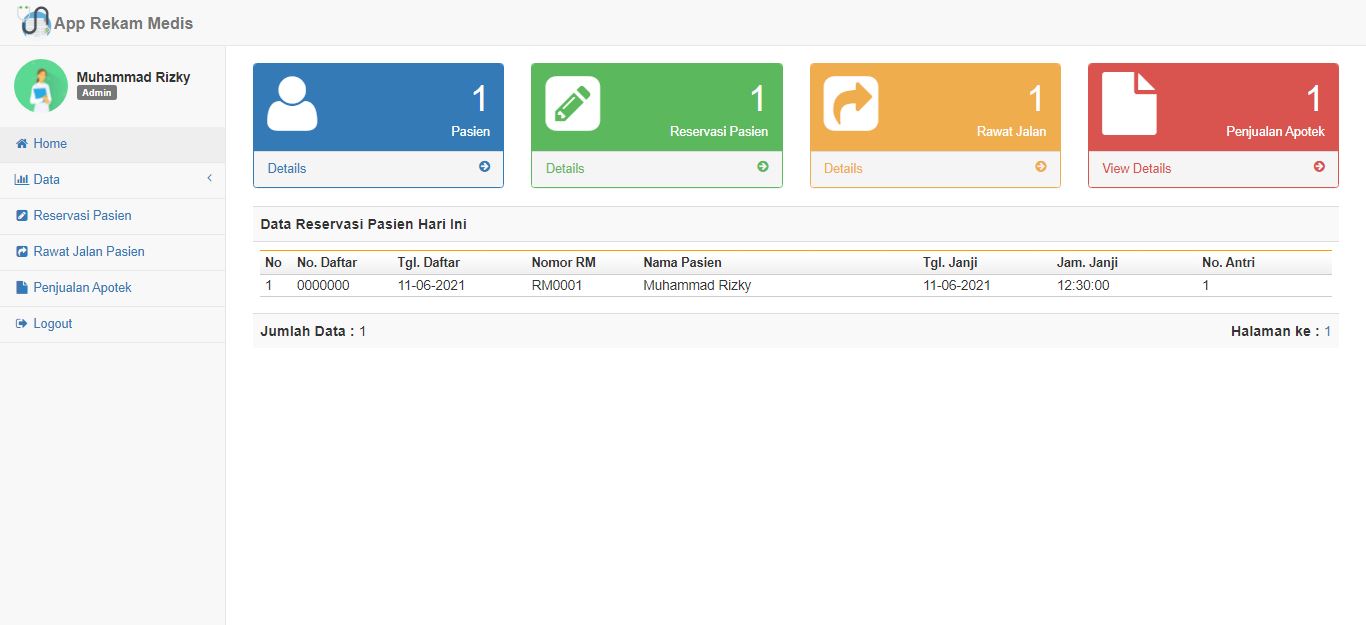 App Rekam Medis
Muhammad Rizky
Admin
Home
Data
Reservasi Pasien
Rawat Jalan Pasien
Penjualan Apotek
Logout
1
Pasien
Details
1
Reservasi Pasien
Details
1
Rawat Jalan
Details
1
Penjualan Apotek
View Details
Data Reservasi Pasien Hari Ini
No No. Daftar Tgl. Daftar Nomor RM Nama Pasien Tgl. Janji Jam. Janji No. Antri
1 0000000 11-06-2021 RM0001 Muhammad Rizky 11-06-2021 12:30:00 1
Jumlah Data : 1 Halaman ke : 1